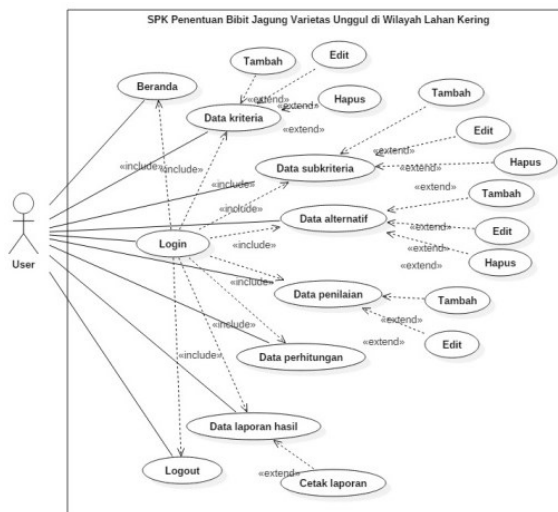 SPK Penentuan Bibit Jagung Varietas Unggul di Wilayah Lahan Kering
Tambah
Edit
Beranda
«extend»
Hapus
«extend»
Data kriteria
«extend»
Tambah
Edit
«extend»
«include»
«include»
Data subkriteria
«extend»
Hapus
«include»
«extend»
Tambah
«include»
Data alternatif
Edit
«extend»
User
Login
«include»
«extend»
Hapus
«extend»
«include»
Data penilaian
Tambah
«extend»
«include»
Edit
«extend»
«include»
Data perhitungan
Data laporan hasil
Logout
«extend»
Cetak laporan